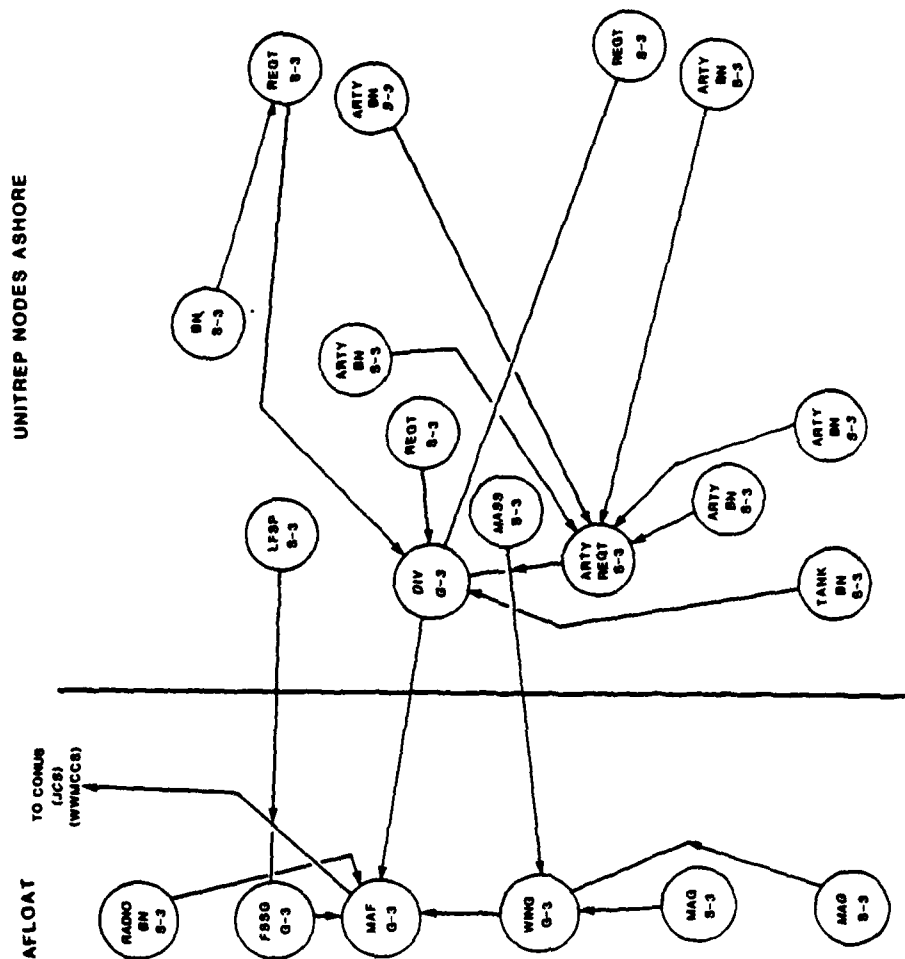 UNITREP NODES ASHORE
REGT
S-3
ARTY
BN
S-3
REGT
S-3
ARTY
BN
S-3
BN
S-3
ARTY
BN
S-3
REGT
S-3
ARTY
BN
S-3
LFSP
S-3
MASS
S-3
ARTY
BN
S-3
DIV
G-3
ARTY
REGT
S-3
TANK
BN
S-3
AFLOAT
TO CONUS
(JCS)
(WWMCCS)
RADIO
BN
S-3
FSSG
G-3
MAF
G-3
WING
G-3
MAG
S-3
MAG
S-3